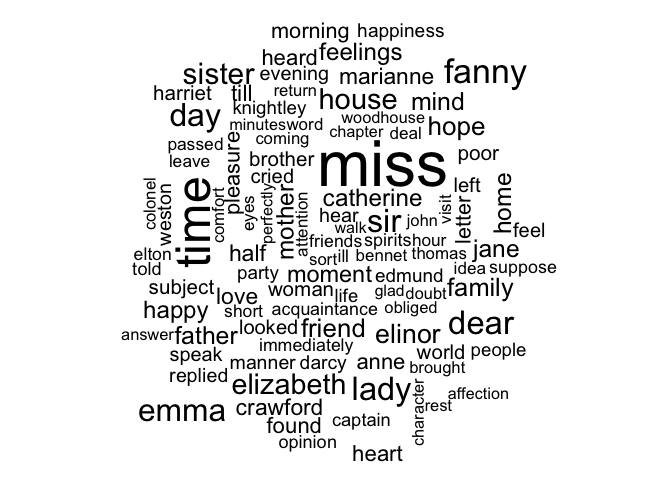 morning happiness
heard feelings
sister evening marianne fanny
harriet till return house mind
knightley
day minutes word woodhouse hope
coming chapter deal
passed pleasure brother miss poor
leave cried
colonel weston time comfort eyes perfectly mother attention catherine visit left letter home
hear sir john feel
walk
elton half friends spirits hour jane
told sort ill bennet thomas
party moment edmund idea suppose
subject love woman life glad doubt family
happy short acquaintance obliged
answer father looked friend elinor dear
immediately
speak manner darcy anne world people
replied brought
elizabeth lady character affection
emma crawford rest
found captain
opinion
heart